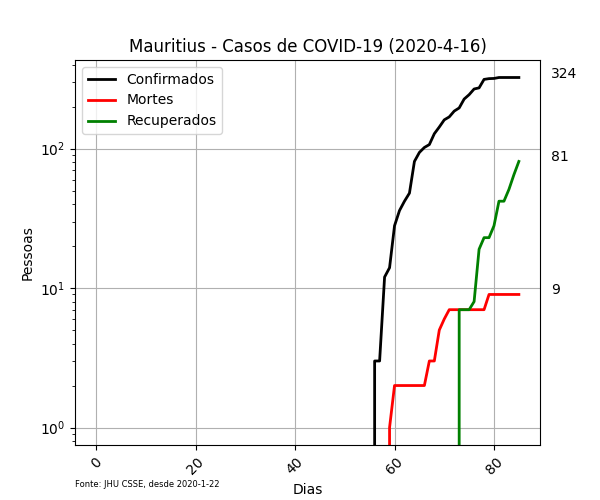 Mauritius - Casos de COVID-19 (2020-4-16)
Confirmados
Mortes
Recuperados
324
81
9
10²
10¹
10⁰
Pessoas
0
20
40
60
80
Dias
Fonte: JHU CSSE, desde 2020-1-22